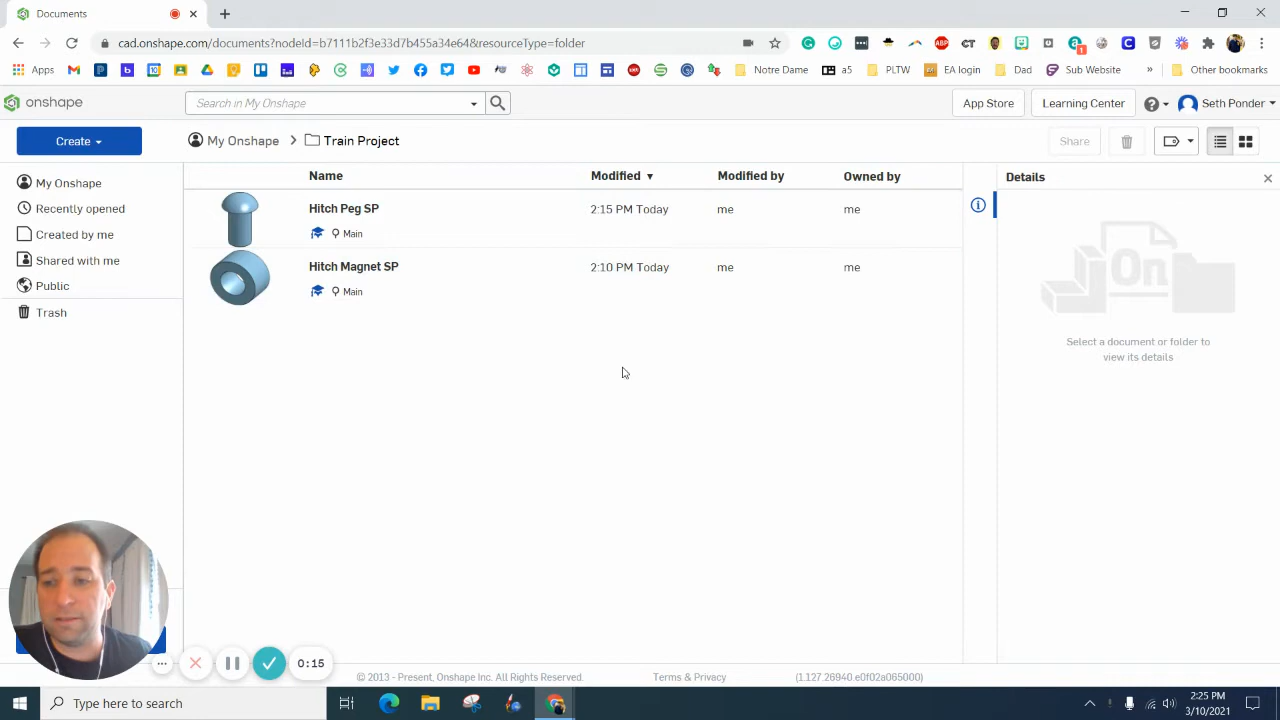 Documents
cad.onshape.com/documents?nodeId=b7111b2f3e33d7b455a34e64&resourceType=folder
Apps
a5
Notre Dame
PLTW
EA login
Dad
Sub Website
»
Other bookmarks
onshape
Search in My Onshape
App Store
Learning Center
Seth Ponder
Create
My Onshape > Train Project
Share
My Onshape
Recently opened
Created by me
Shared with me
Public
Trash
Name Modified Modified by Owned by
Hitch Peg SP 2:15 PM Today me me
Main
Hitch Magnet SP 2:10 PM Today me me
Main
Details
On
Select a document or folder to
view its details
0:15
© 2013 - Present, Onshape Inc. All Rights Reserved. Terms & Privacy (1.127.26940 e0f02a065000)
Type here to search
2:25 PM
3/10/2021